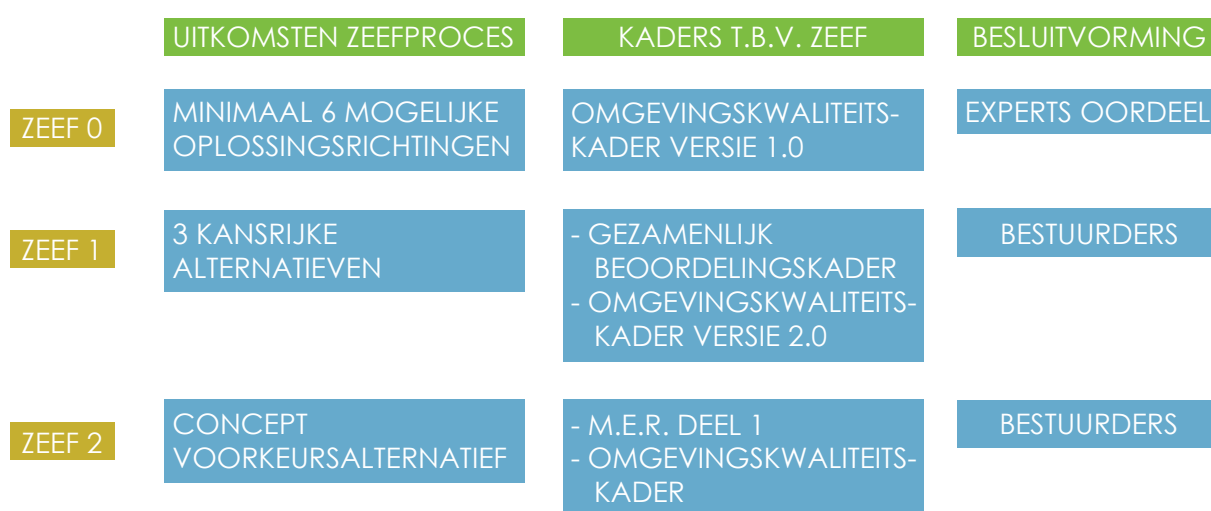 UITKOMSTEN ZEEFPROCES
KADERS T.B.V. ZEEF
BESLUITVORMING
ZEEF 0
MINIMAAL 6 MOGELIJKE
OPLOSSINGSRICHTINGEN
OMGEVINGSKWALITEITS-
KADER VERSIE 1.0
EXPERTS OORDEEL
ZEEF 1
3 KANSRIJKE
ALTERNATIEVEN
- GEZAMENLIJK
BEOORDELINGSKADER
- OMGEVINGSKWALITEITS-
KADER VERSIE 2.0
BESTUURDERS
ZEEF 2
CONCEPT
VOORKEURSALTERNATIEF
- M.E.R. DEEL 1
- OMGEVINGSKWALITEITS-
KADER
BESTUURDERS